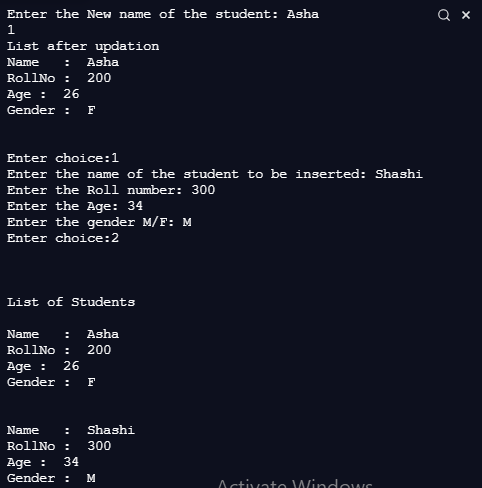 Enter the New name of the student: Asha
1
List after updation
Name   :  Asha
RollNo :  200
Age :  26
Gender :  F
Enter choice:1
Enter the name of the student to be inserted: Shashi
Enter the Roll number: 300
Enter the Age: 34
Enter the gender M/F: M
Enter choice:2
List of Students
Name   :  Asha
RollNo :  200
Age :  26
Gender :  F
Name   :  Shashi
RollNo :  300
Age :  34
Gender :  M
Activate Windows